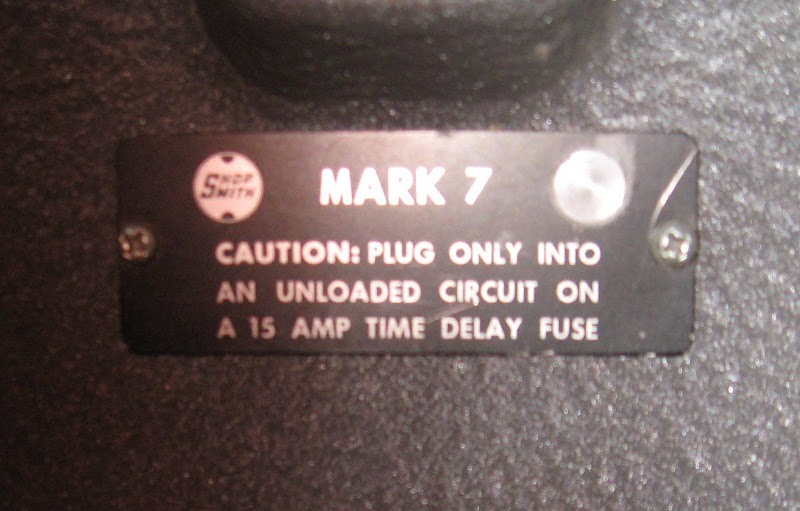 SHOP
SMITH
MARK 7
CAUTION: PLUG ONLY INTO
AN UNLOADED CIRCUIT ON
A 15 AMP TIME DELAY FUSE